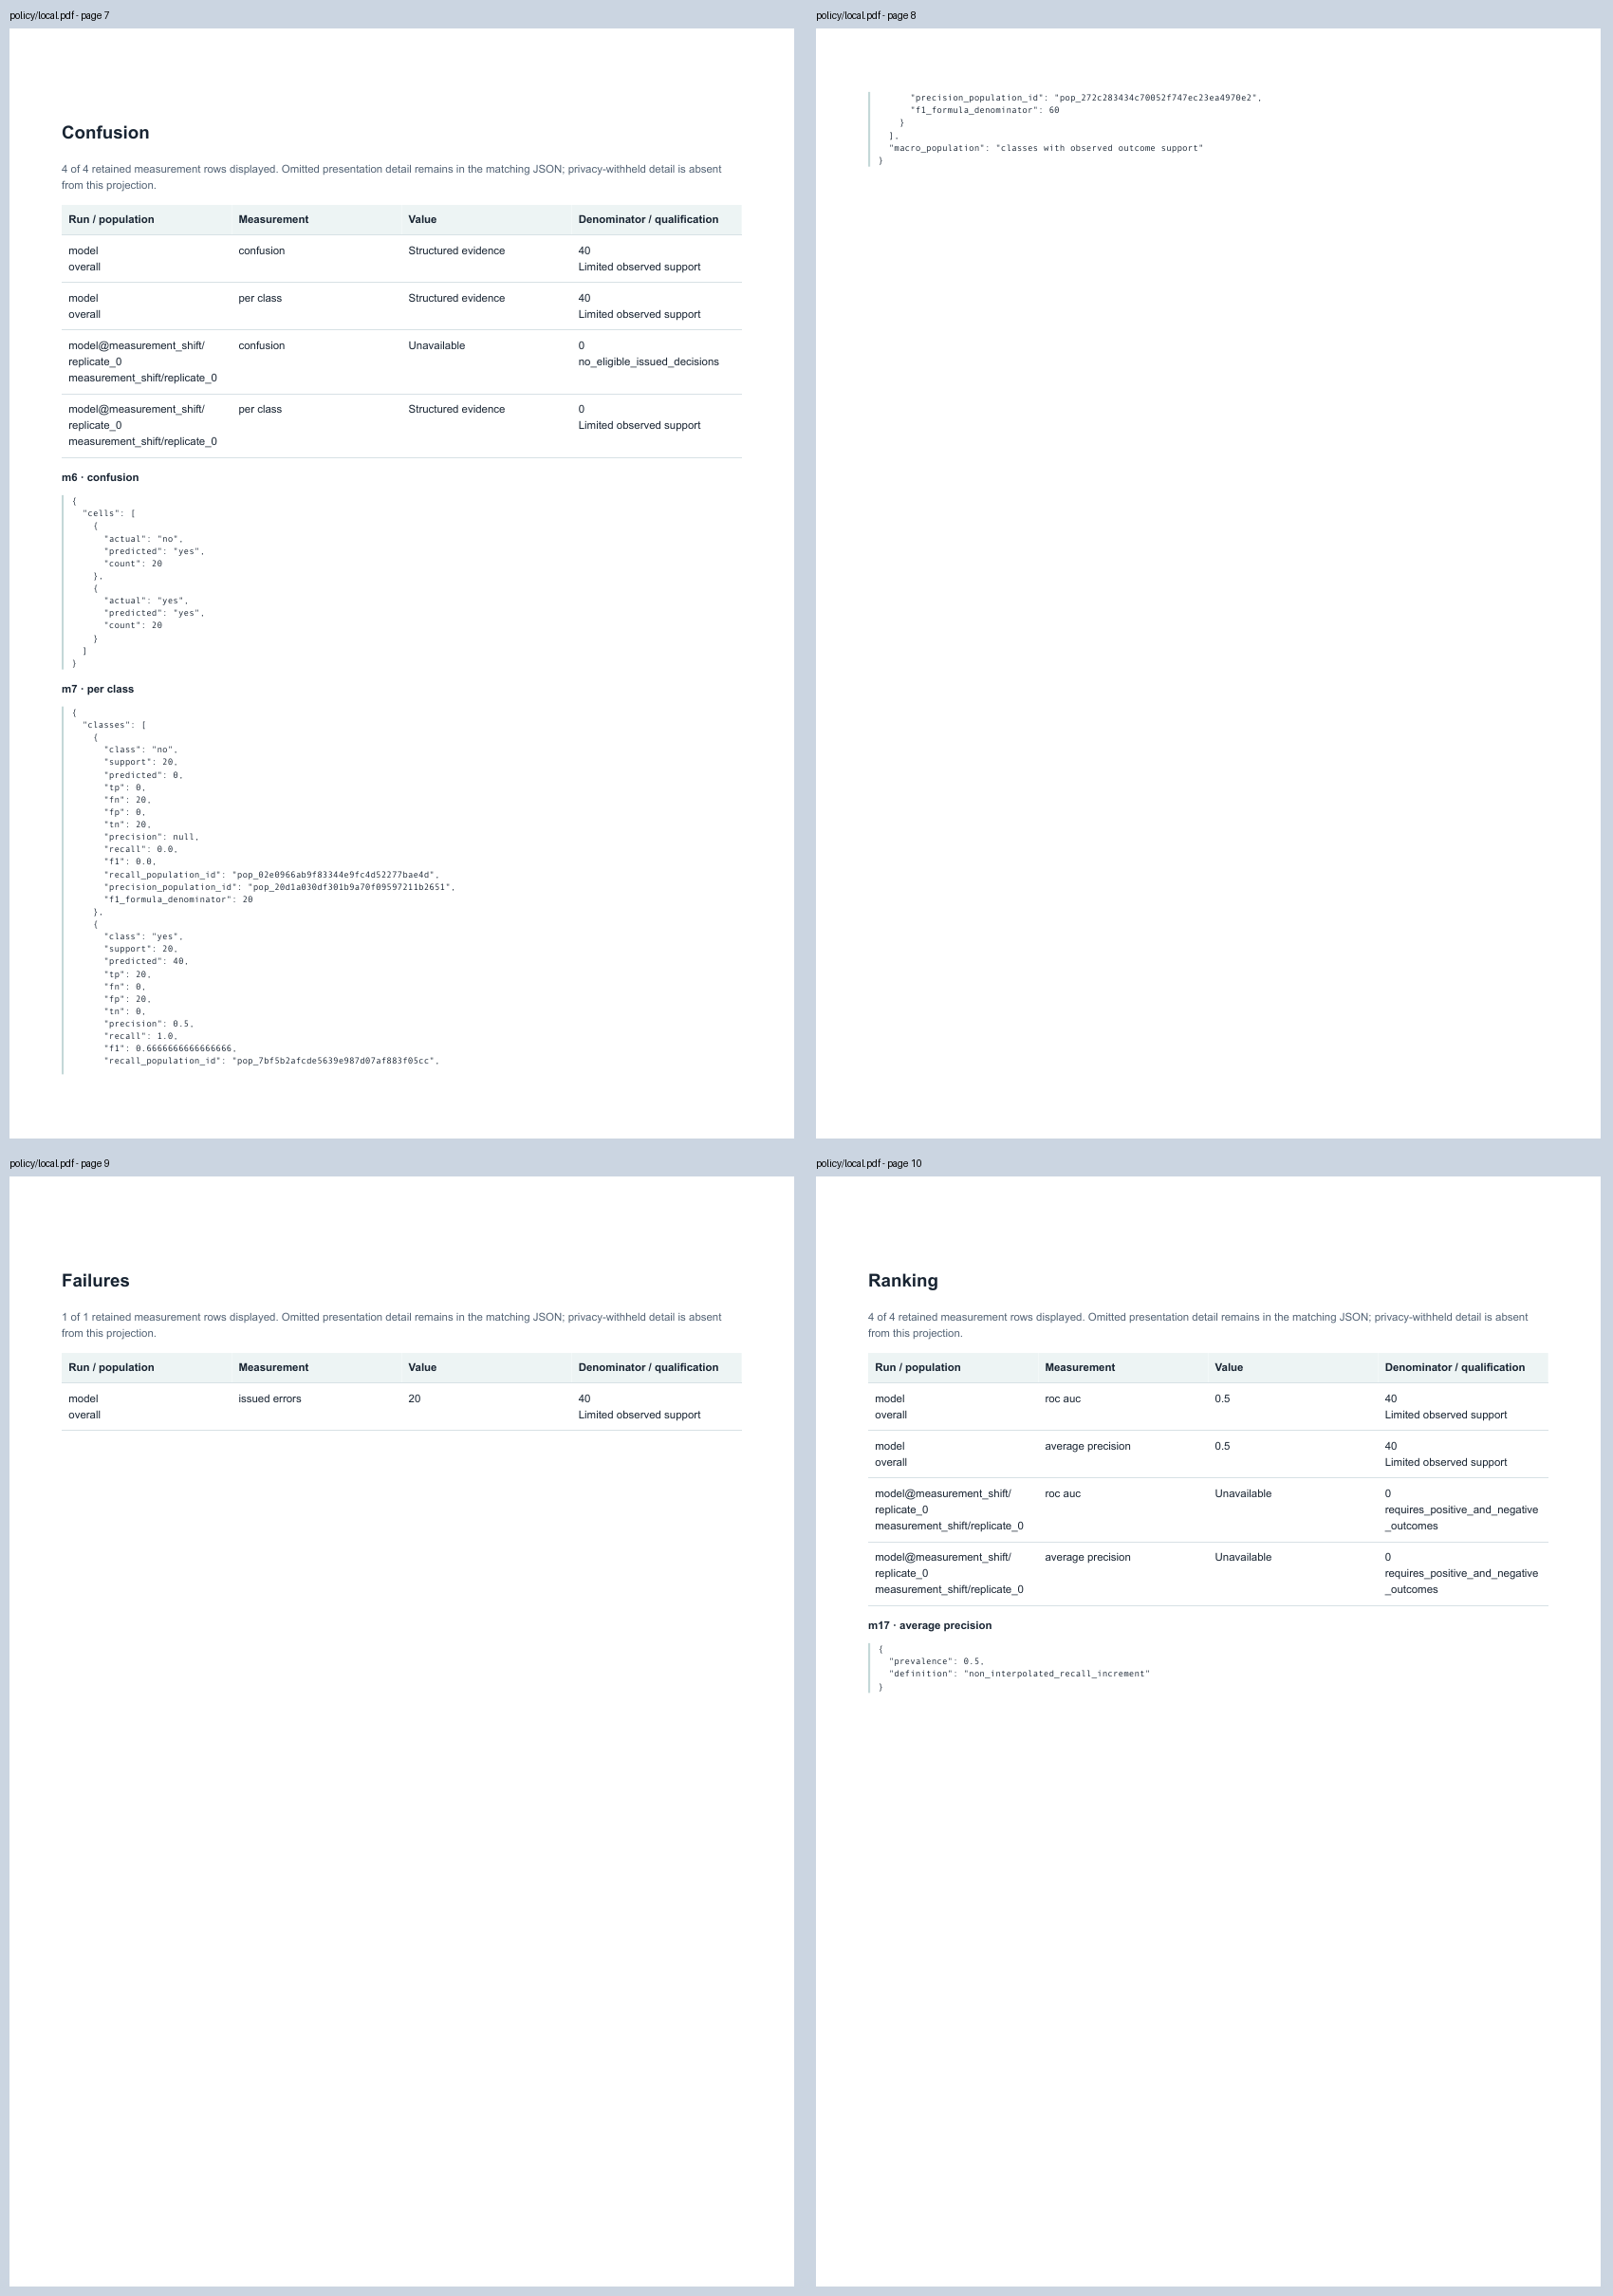 policy/local.pdf - page 7
Confusion
4 of 4 retained measurement rows displayed. Omitted presentation detail remains in the matching JSON; privacy-withheld detail is absent
from this projection.
Run / population Measurement Value Denominator / qualification
model confusion Structured evidence 40
overall Limited observed support
model per class Structured evidence 40
overall Limited observed support
model@measurement_shift/ confusion Unavailable 0
replicate_0 no_eligible_issued_decisions
measurement_shift/replicate_0
model@measurement_shift/ per class Structured evidence 0
replicate_0 Limited observed support
measurement_shift/replicate_0
m6 · confusion
{
"cells": [
{
"actual": "no",
"predicted": "yes",
"count": 20
},
{
"actual": "yes",
"predicted": "yes",
"count": 20
}
]
}
m7 · per class
{
"classes": [
{
"class": "no",
"support": 20,
"predicted": 0,
"tp": 0,
"fn": 20,
"fp": 0,
"tn": 20,
"precision": null,
"recall": 0.0,
"f1": 0.0,
"recall_population_id": "pop_02e0966ab9f83344e9fc4d52277bae4d",
"precision_population_id": "pop_20d1a030df301b9a70f09597211b2651",
"f1_formula_denominator": 20
},
{
"class": "yes",
"support": 20,
"predicted": 40,
"tp": 20,
"fn": 0,
"fp": 20,
"tn": 0,
"precision": 0.5,
"recall": 1.0,
"f1": 0.6666666666666666,
"recall_population_id": "pop_7bf5b2afcde5639e987d07af883f05cc",
policy/local.pdf - page 8
"precision_population_id": "pop_272c283434c70052f747ec23ea4970e2",
"f1_formula_denominator": 60
}
],
"macro_population": "classes with observed outcome support"
}
policy/local.pdf - page 9
Failures
1 of 1 retained measurement rows displayed. Omitted presentation detail remains in the matching JSON; privacy-withheld detail is absent
from this projection.
Run / population Measurement Value Denominator / qualification
model issued errors 20 40
overall Limited observed support
policy/local.pdf - page 10
Ranking
4 of 4 retained measurement rows displayed. Omitted presentation detail remains in the matching JSON; privacy-withheld detail is absent
from this projection.
Run / population Measurement Value Denominator / qualification
model roc auc 0.5 40
overall Limited observed support
model average precision 0.5 40
overall Limited observed support
model@measurement_shift/ roc auc Unavailable 0
replicate_0 requires_positive_and_negative
measurement_shift/replicate_0 _outcomes
model@measurement_shift/ average precision Unavailable 0
replicate_0 requires_positive_and_negative
measurement_shift/replicate_0 _outcomes
m17 · average precision
{
"prevalence": 0.5,
"definition": "non_interpolated_recall_increment"
}